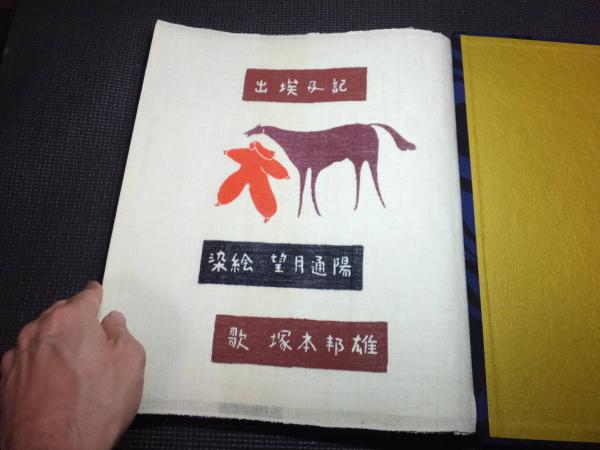 出埃及記
染絵 望月通陽
歌 塚本邦雄